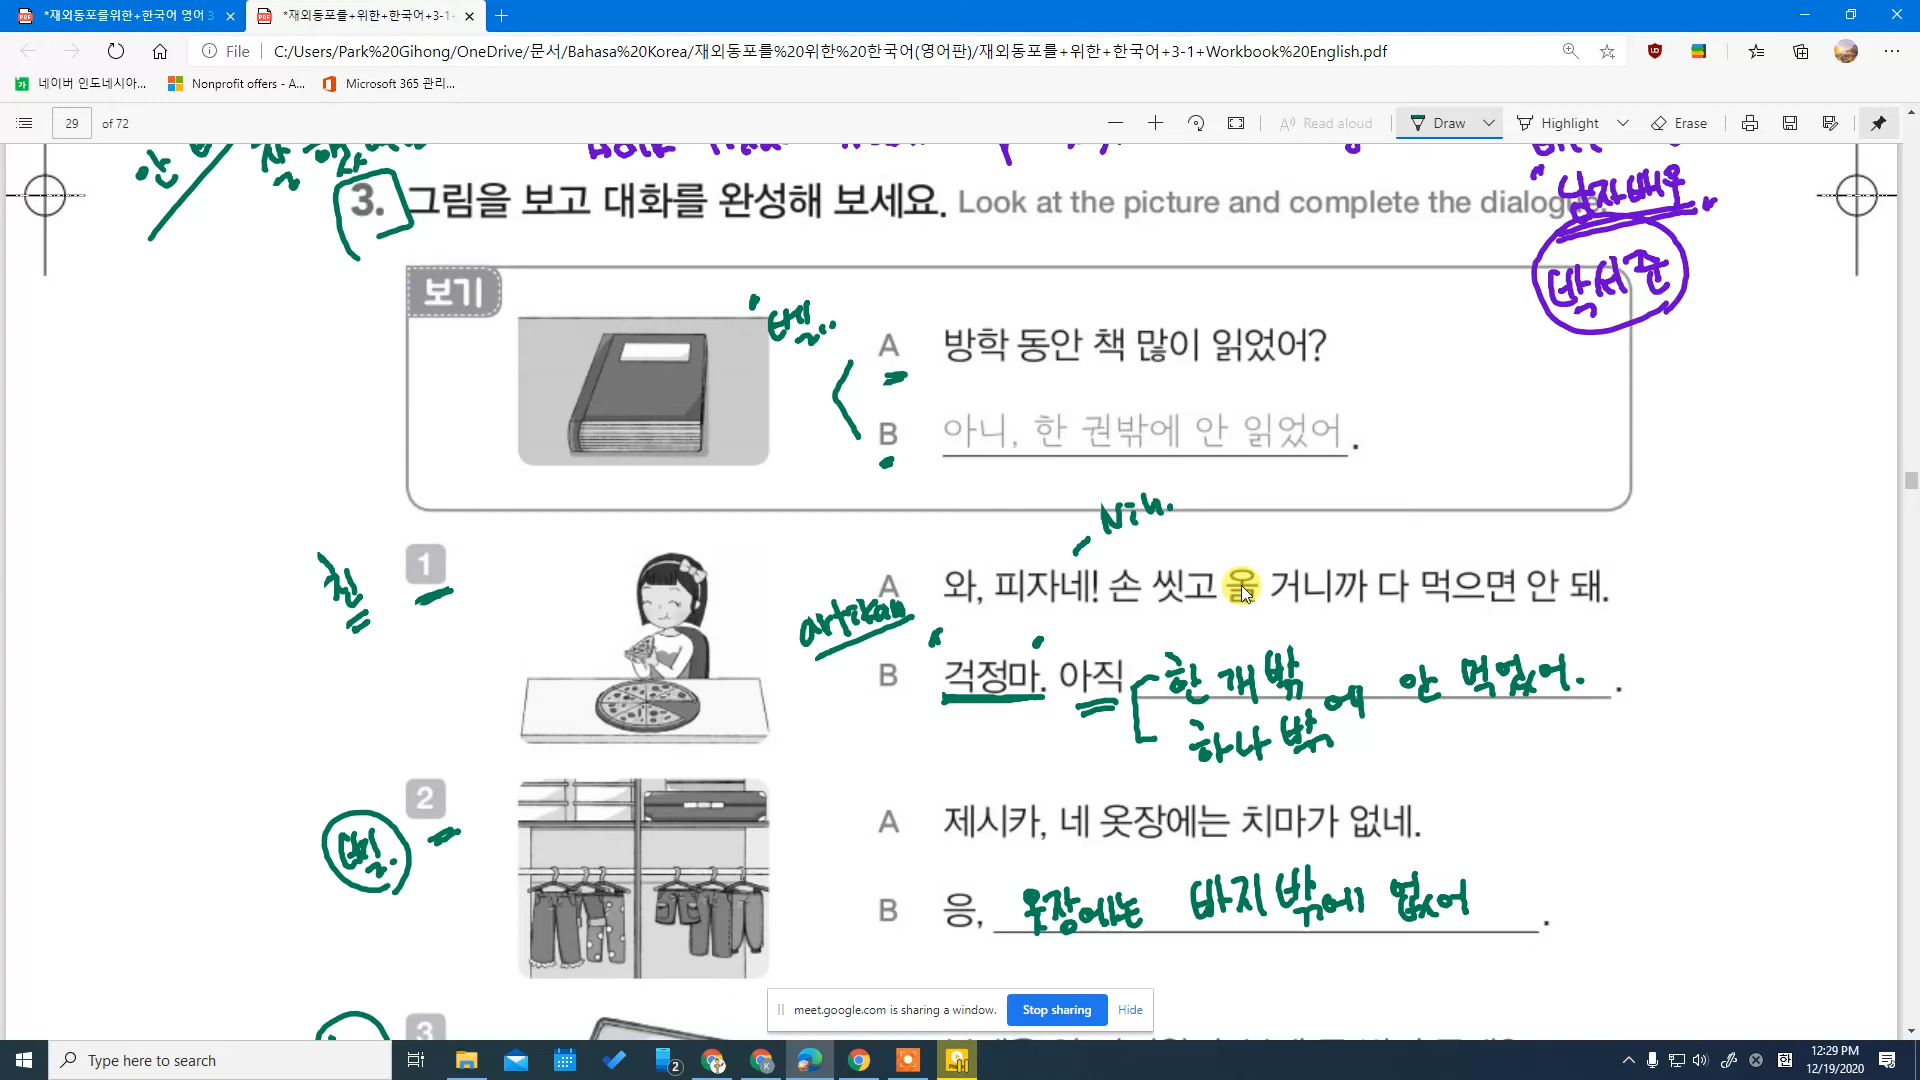 *재외동포를위한+한국어 영어 3
*재외동포를+위한+한국어+3-1+
File
C:/Users/Park%20Gihong/OneDrive/문서/Bahasa%20Korea/재외동포를%20위한%20한국어(영어판)/재외동포를+위한+한국어+3-1+Workbook%20English.pdf
네이버 인도네시아... Nonprofit offers - A... Microsoft 365 관리...
29 of 72 Read aloud Draw Highlight Erase
3. 그림을 보고 대화를 완성해 보세요. Look at the picture and complete the dialogue.
남자배우
박서준
보기
A 방학 동안 책 많이 읽었어?
B 아니, 한 권밖에 안 읽었어.
Nih.
1
A 와, 피자네! 손 씻고 올 거니까 다 먹으면 안 돼.
artikan
B 걱정마. 아직 한 개밖에 안 먹었어.
하나밖
2
A 제시카, 네 옷장에는 치마가 없네.
B 응, 옷장에는 바지밖에 없어.
3
meet.google.com is sharing a window. Stop sharing Hide
Type here to search
2
12:29 PM
12/19/2020